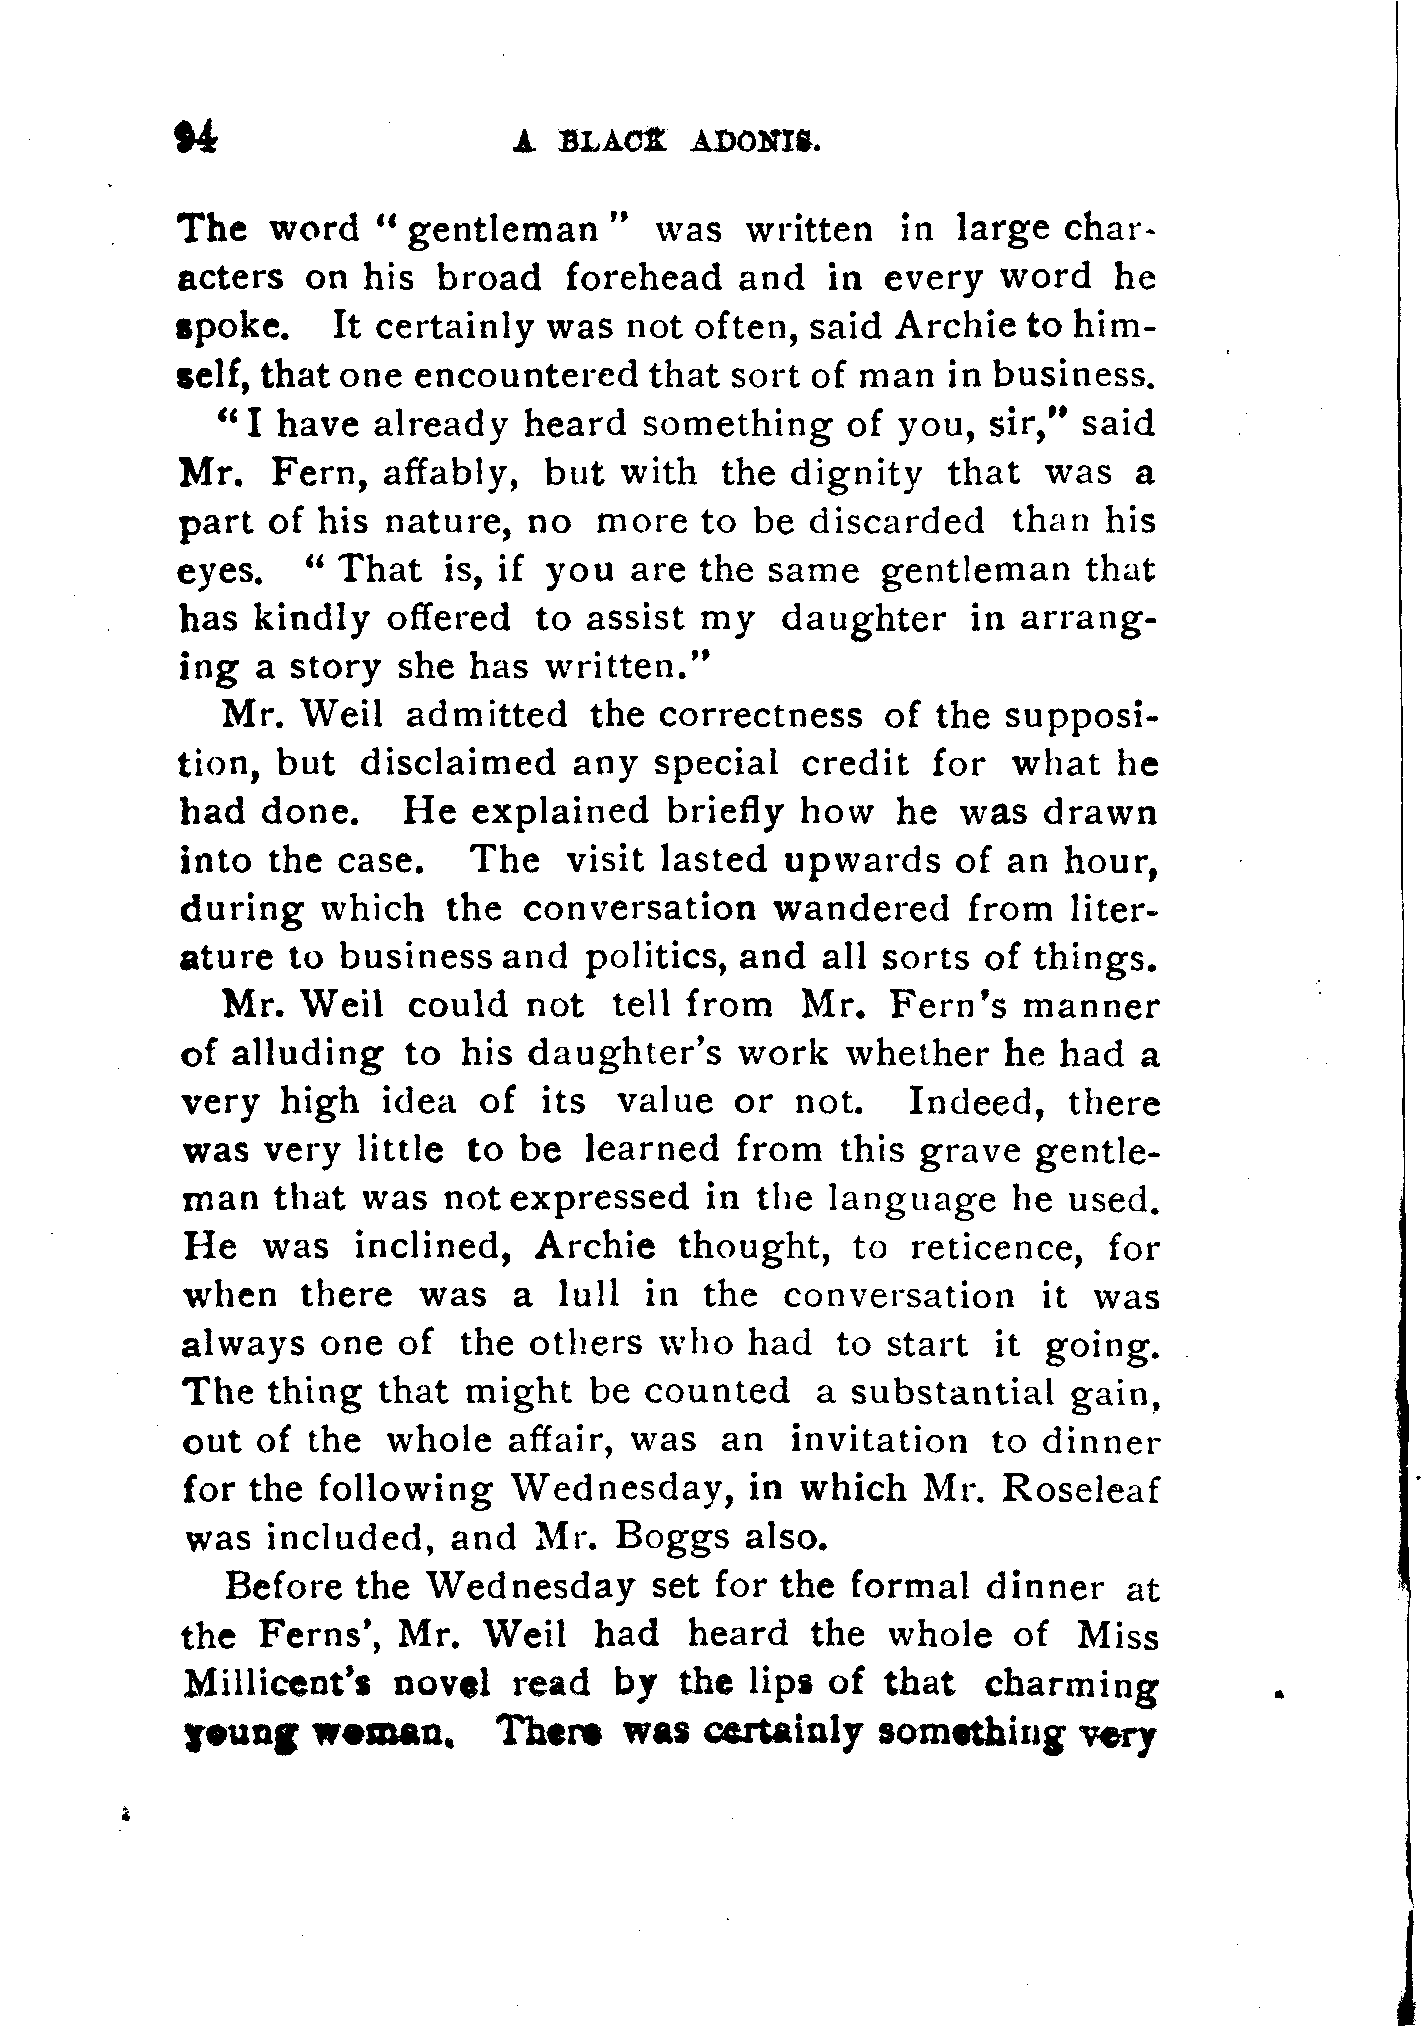 94 A BLACK ADONIS.
The word " gentleman " was written in large char-
acters on his broad forehead and in every word he
spoke. It certainly was not often, said Archie to him-
self, that one encountered that sort of man in business.
" I have already heard something of you, sir," said
Mr. Fern, affably, but with the dignity that was a
part of his nature, no more to be discarded than his
eyes. " That is, if you are the same gentleman that
has kindly offered to assist my daughter in arrang-
ing a story she has written."
Mr. Weil admitted the correctness of the supposi-
tion, but disclaimed any special credit for what he
had done. He explained briefly how he was drawn
into the case. The visit lasted upwards of an hour,
during which the conversation wandered from liter-
ature to business and politics, and all sorts of things.
Mr. Weil could not tell from Mr. Fern's manner
of alluding to his daughter's work whether he had a
very high idea of its value or not. Indeed, there
was very little to be learned from this grave gentle-
man that was not expressed in the language he used.
He was inclined, Archie thought, to reticence, for
when there was a lull in the conversation it was
always one of the others who had to start it going.
The thing that might be counted a substantial gain,
out of the whole affair, was an invitation to dinner
for the following Wednesday, in which Mr. Roseleaf
was included, and Mr. Boggs also.
Before the Wednesday set for the formal dinner at
the Ferns', Mr. Weil had heard the whole of Miss
Millicent's novel read by the lips of that charming
young woman. There was certainly something very